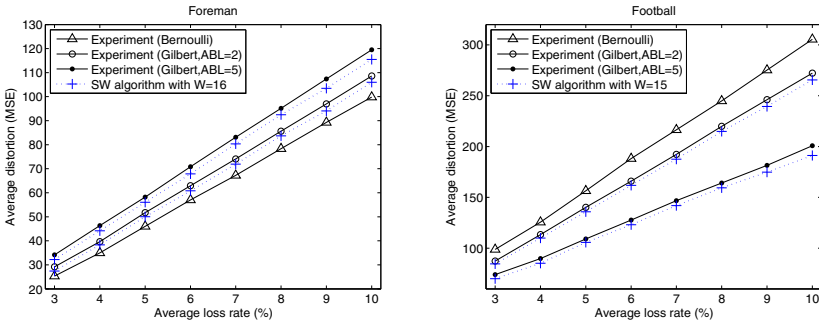 Foreman
130
120
110
100
90
80
70
60
50
40
30
20
Average distortion (MSE)
Experiment (Bernoulli)
Experiment (Gilbert,ABL=2)
Experiment (Gilbert,ABL=5)
SW algorithm with W=16
3 4 5 6 7 8 9 10
Average loss rate (%)
Football
300
250
200
150
100
Average distortion (MSE)
Experiment (Bernoulli)
Experiment (Gilbert,ABL=2)
Experiment (Gilbert,ABL=5)
SW algorithm with W=15
3 4 5 6 7 8 9 10
Average loss rate (%)